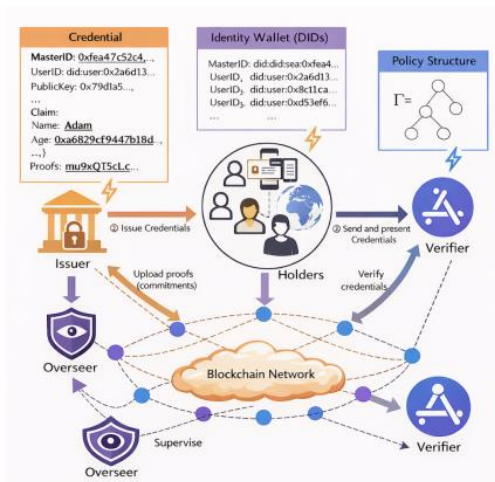 Credential
MasterID: 0xfea47c52c4,..,
UserID: did:user:0x2a6d13...
PublicKey: 0x79d1a5...,
...
Claim:
Name: Adam
Age: 0xa6829cf9447b18d...,
...,}
Proofs: mu9xQT5cL.c...
Identity Wallet (DIDs)
MasterID: did:did:sea:0xfea4...
UserID, did:user:0x2a6d13...
UserID₂. did:user:0x8c11ca...
UserID₃. did:user:0xd53ef6...
... ...
Policy Structure
Γ=
② Issue Credentials
② Send and present
Credentials
Issuer
Holders
Verifier
Upload proofs
(commitments)
Verify
credentials
Overseer
Blockchain Network
Supervise
Overseer
Verifier